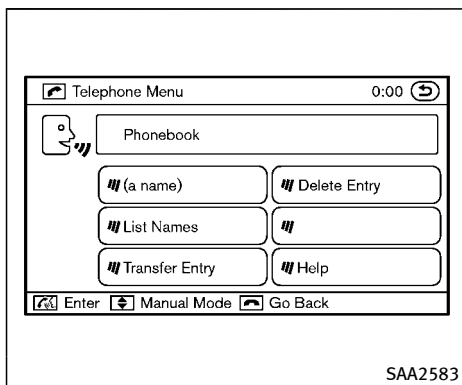 Telephone Menu 0:00
Phonebook
(a name) Delete Entry
List Names
Transfer Entry Help
Enter Manual Mode Go Back
SAA2583